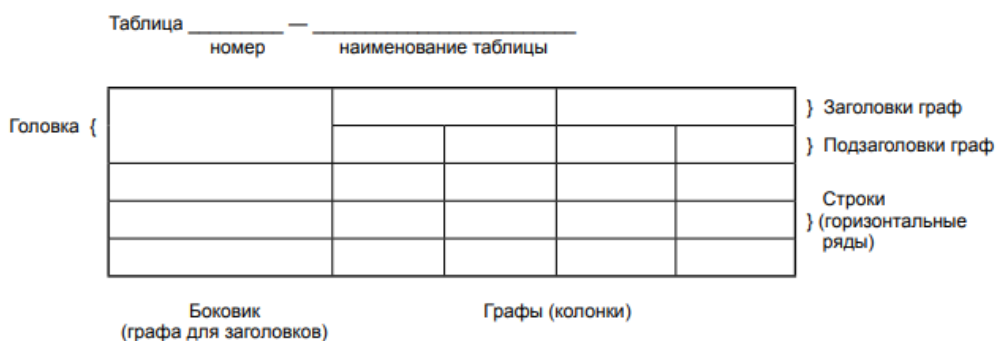 Таблица _________ — _________________________
номер наименование таблицы
Головка {
} Заголовки граф
} Подзаголовки граф
Строки
} (горизонтальные
ряды)
Боковик
(графа для заголовков)
Графы (колонки)